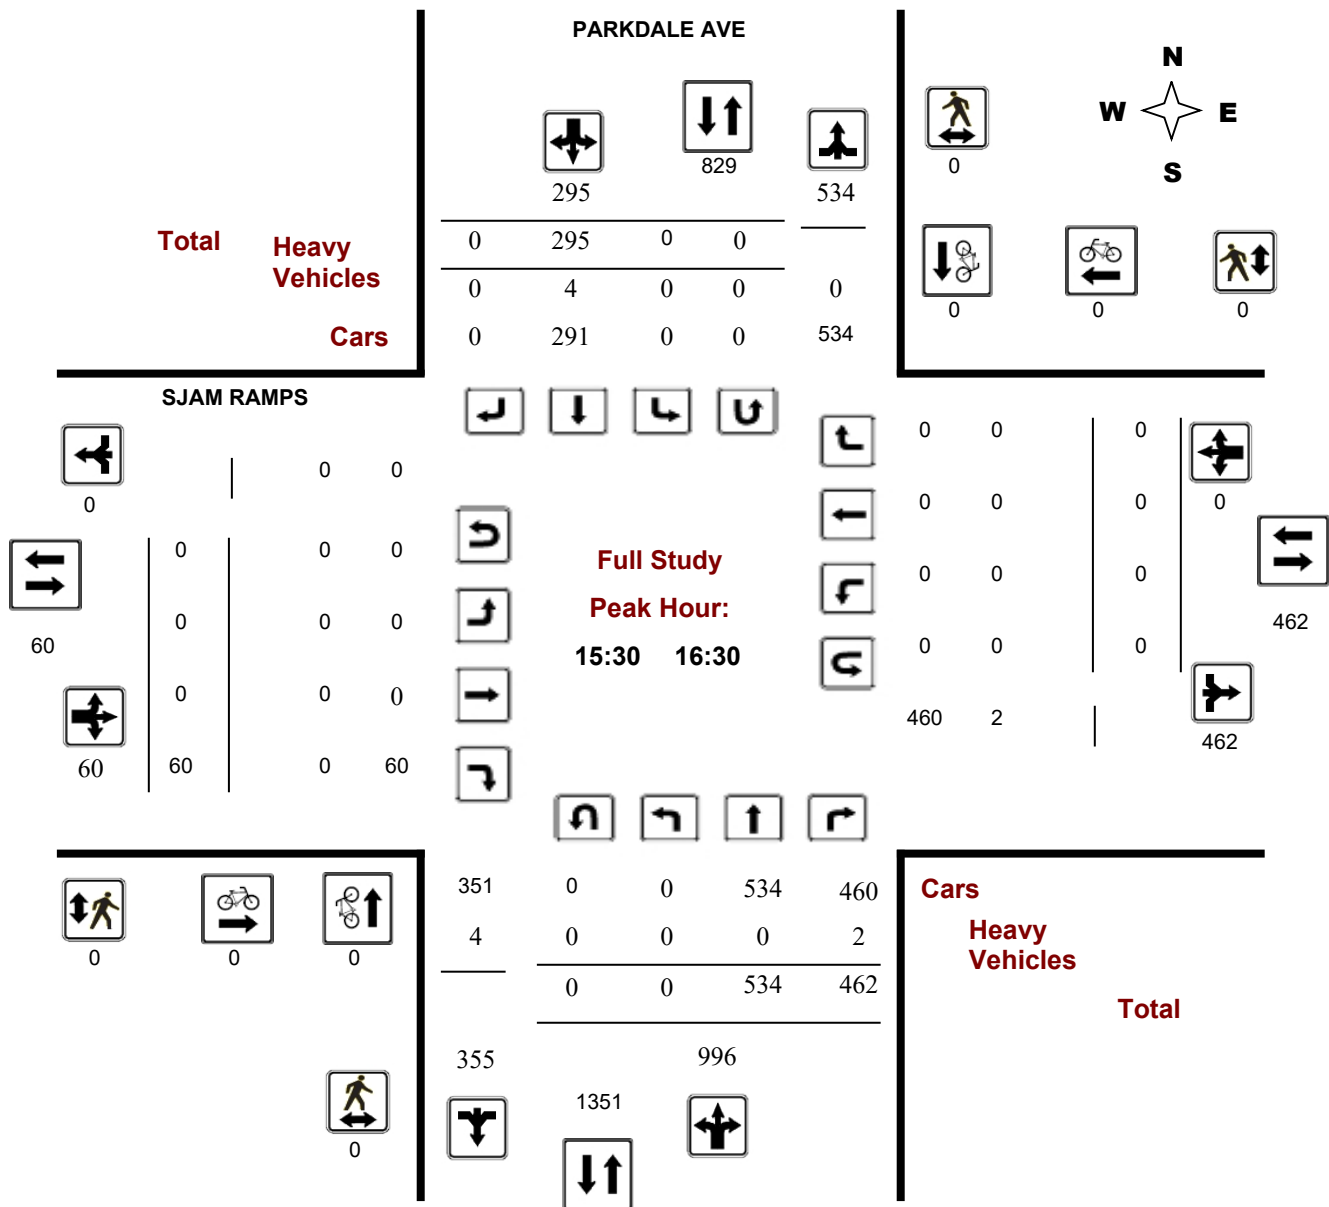 PARKDALE AVE
N
W E
S
829
0
295 534
Total Heavy Vehicles
0 295 0 0
0 4 0 0 0
Cars 0 291 0 0 534
0 0 0
SJAM RAMPS
0 0 0
0 0
0 0
0 0 0
0 0 0
Full Study
0 0 0
0 0 0
Peak Hour:
462
60
15:30 16:30
0 0 0
0 0 0
460 2
462
60 60 0 60
351 0 0 534 460
Cars
4 0 0 0 2
Heavy Vehicles
0 0 0
0 0 534 462
Total
355 996
1351
0